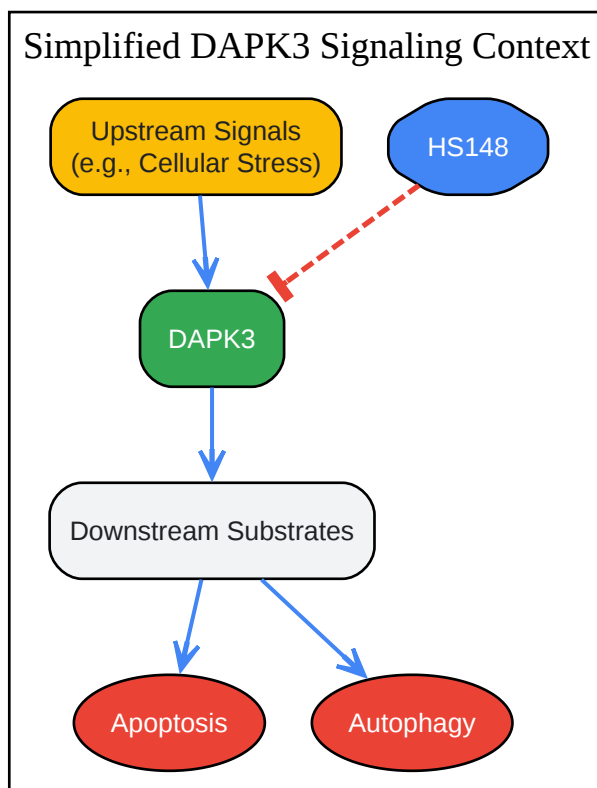 Simplified DAPK3 Signaling Context
Upstream Signals
(e.g., Cellular Stress)
HS148
DAPK3
Downstream Substrates
Apoptosis
Autophagy